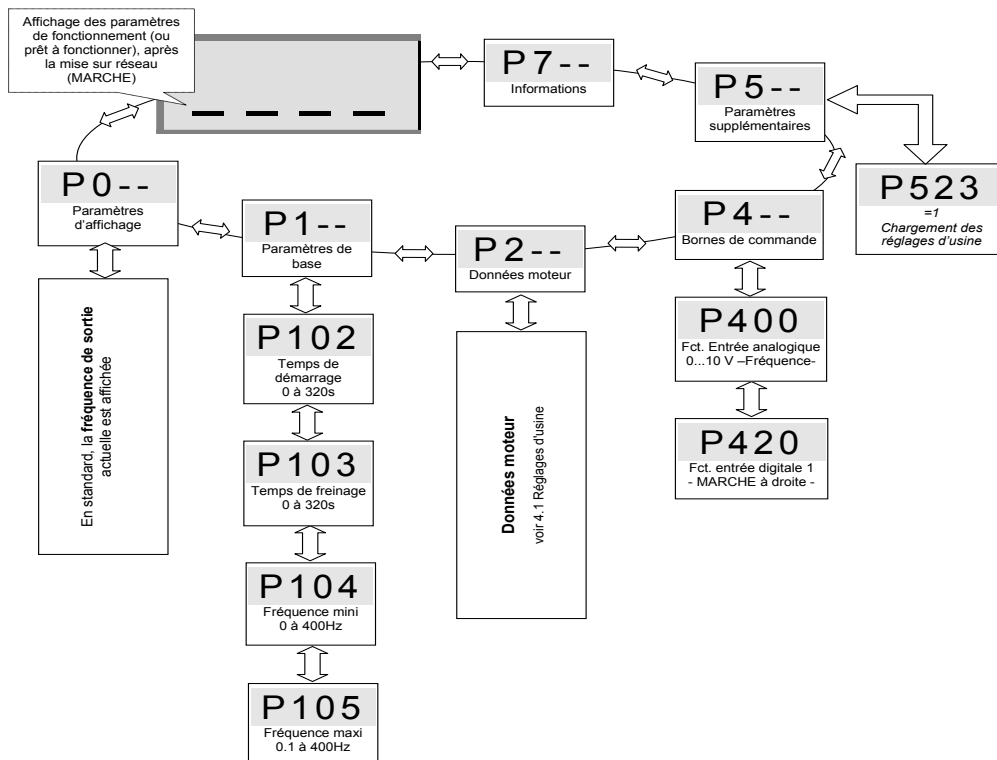 Affichage des paramètres
de fonctionnement (ou
prêt à fonctionner), après
la mise sur réseau
(MARCHE)
_ _ _ _
P7--
Informations
P5--
Paramètres
supplémentaires
P523
=1
Chargement des
réglages d'usine
P0--
Paramètres
d'affichage
P1--
Paramètres de
base
P2--
Données moteur
P4--
Bornes de commande
En standard, la fréquence de sortie
actuelle est affichée
P102
Temps de
démarrage
0 à 320s
P103
Temps de freinage
0 à 320s
P104
Fréquence mini
0 à 400Hz
P105
Fréquence maxi
0.1 à 400Hz
Données moteur
voir 4.1 Réglages d'usine
P400
Fct. Entrée analogique
0...10 V –Fréquence-
P420
Fct. entrée digitale 1
- MARCHE à droite -